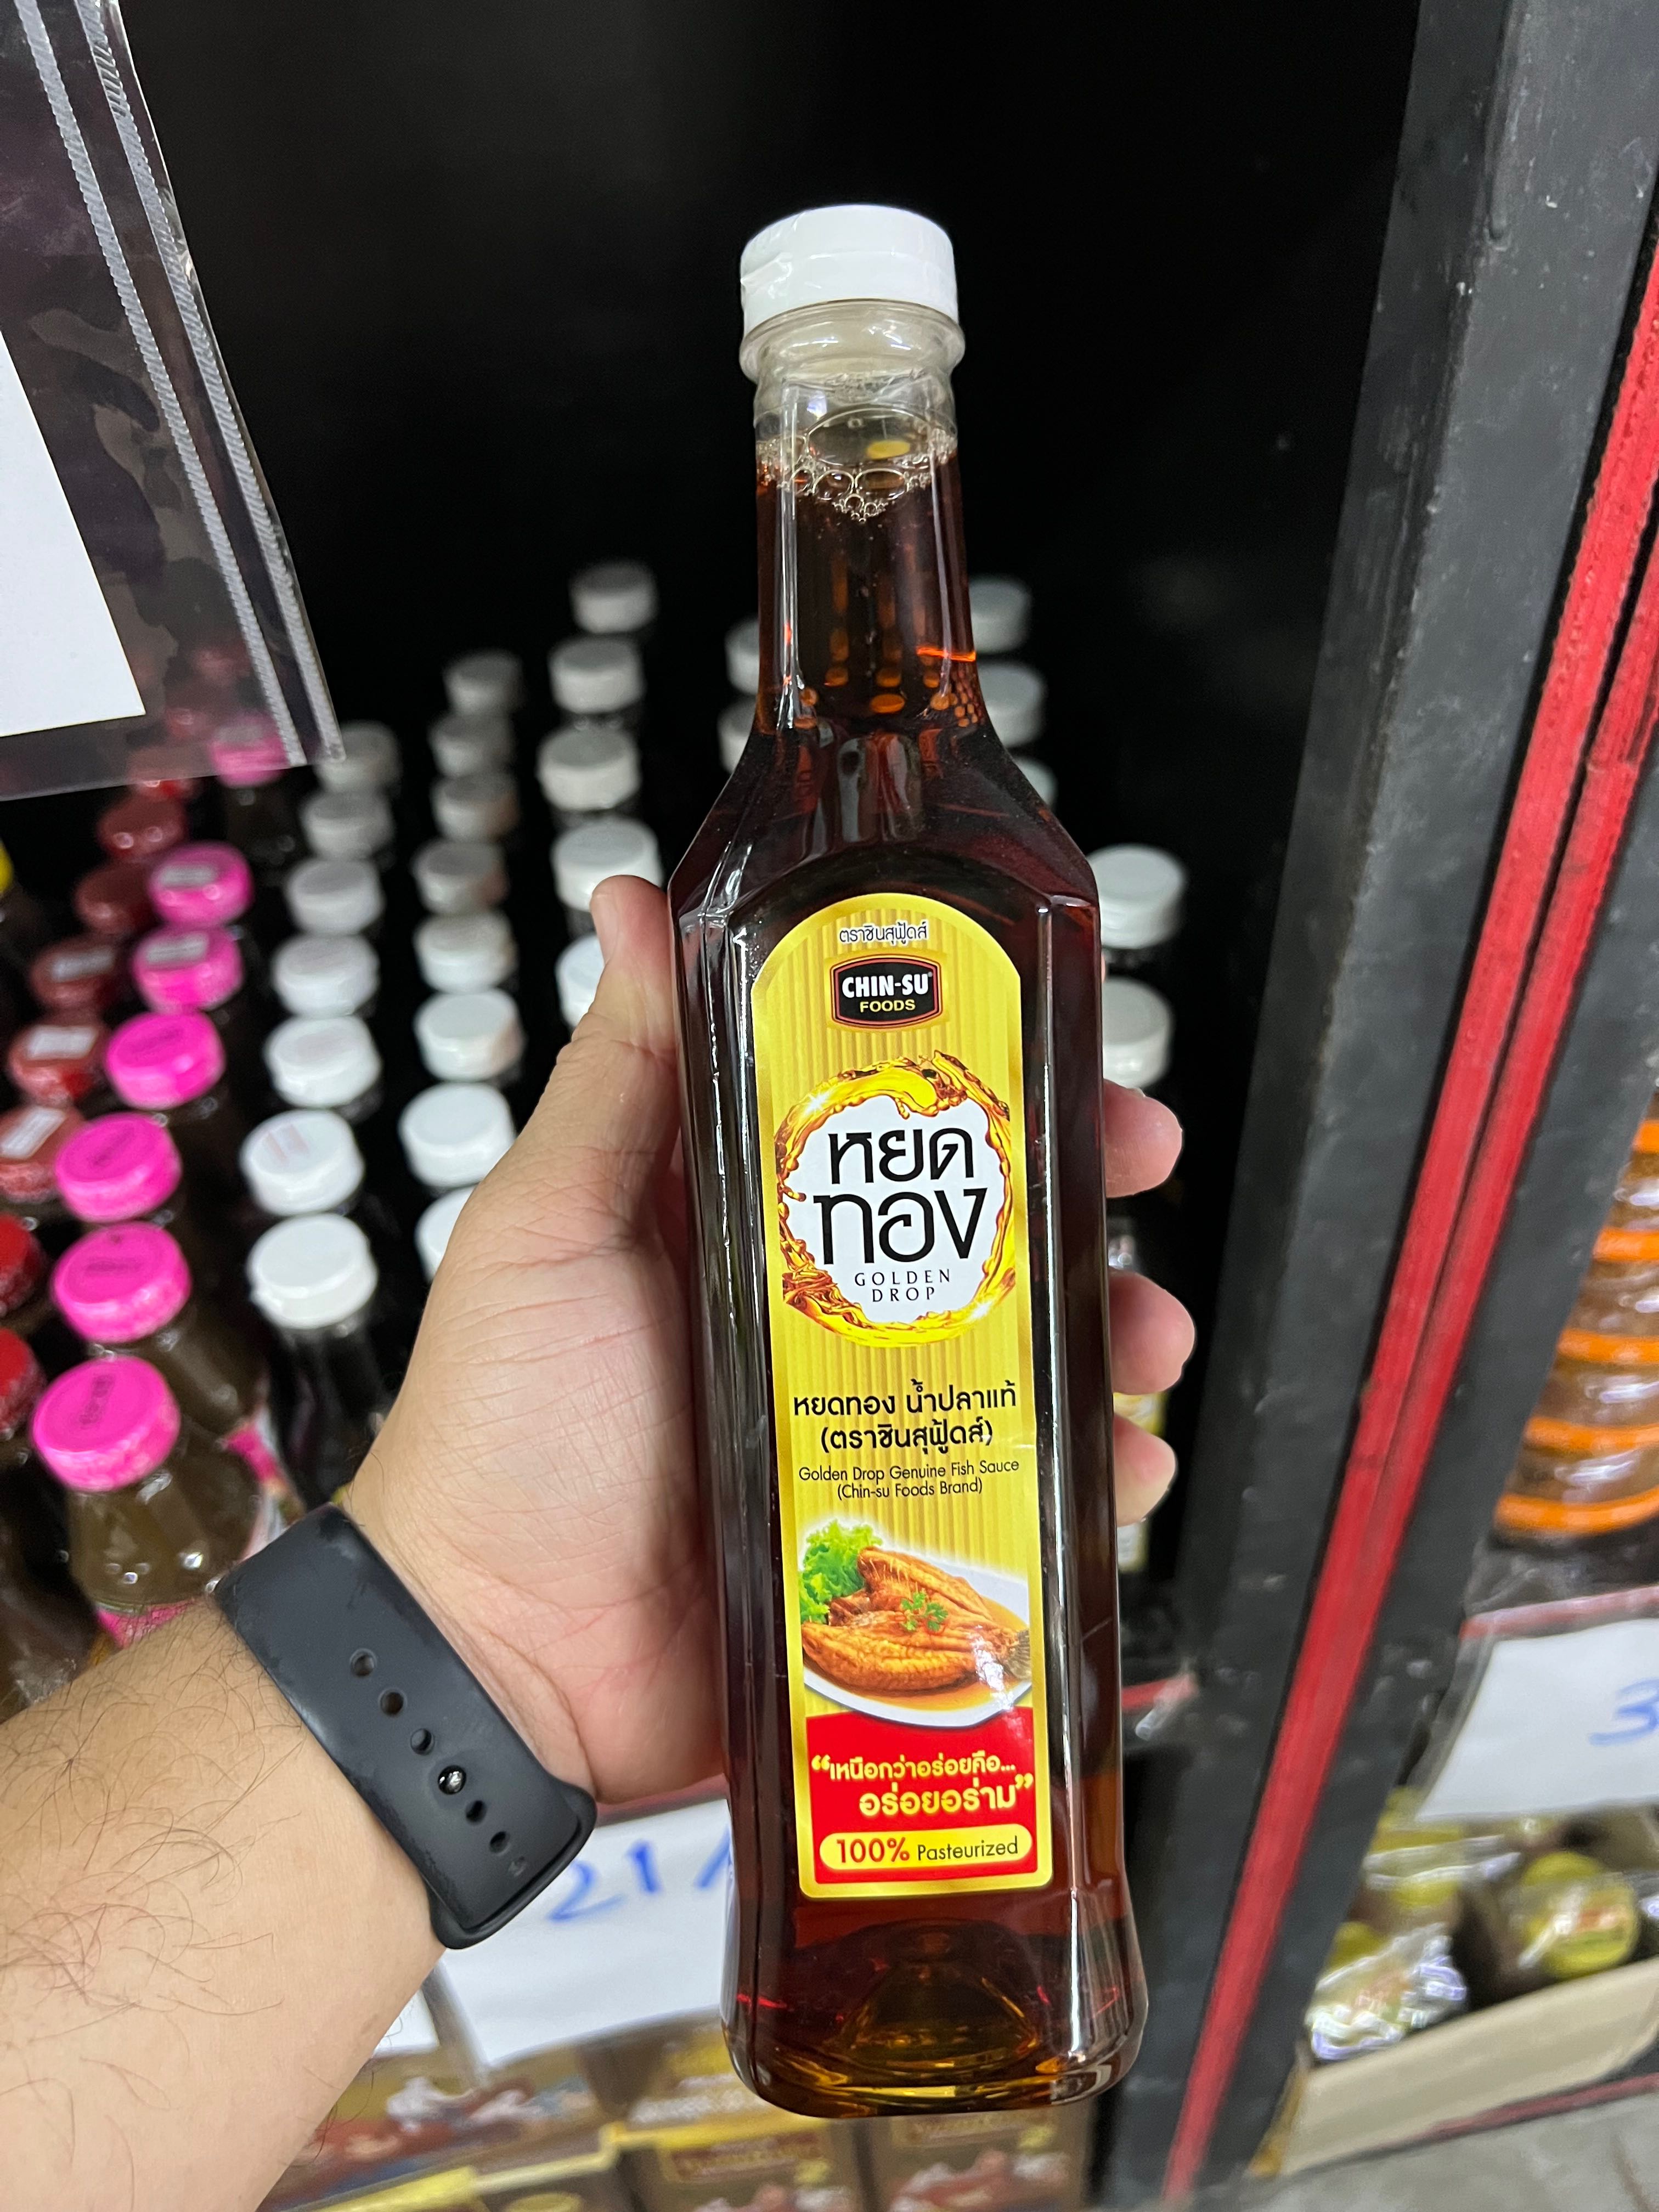 ตราชินสุฟู้ดส์
CHIN-SU
FOODS
หยด
ทอง
GOLDEN
DROP
หยดทอง น้ำปลาแท้
(ตราชินสุฟู้ดส์)
Golden Drop Genuine Fish Sauce
(Chin-su Foods Brand)
“เหนือกว่าอร่อยคือ...
อร่อยอร่าม”
100% Pasteurized
21
3